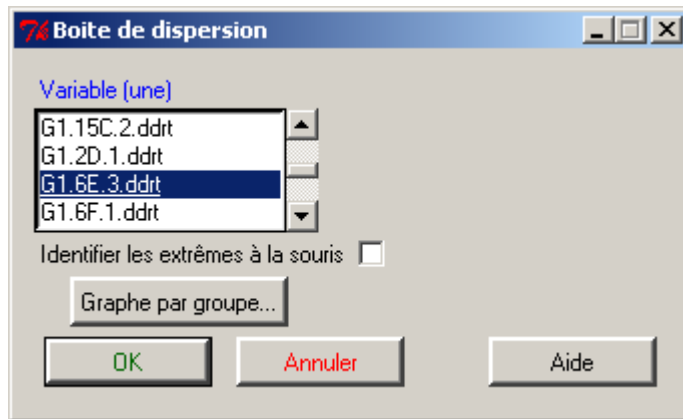 Boite de dispersion
Variable (une)
G1.15C.2.ddrt
G1.2D.1.ddrt
G1.6E.3.ddrt
G1.6F.1.ddrt
Identifier les extrêmes à la souris
Graphe par groupe...
OK Annuler Aide